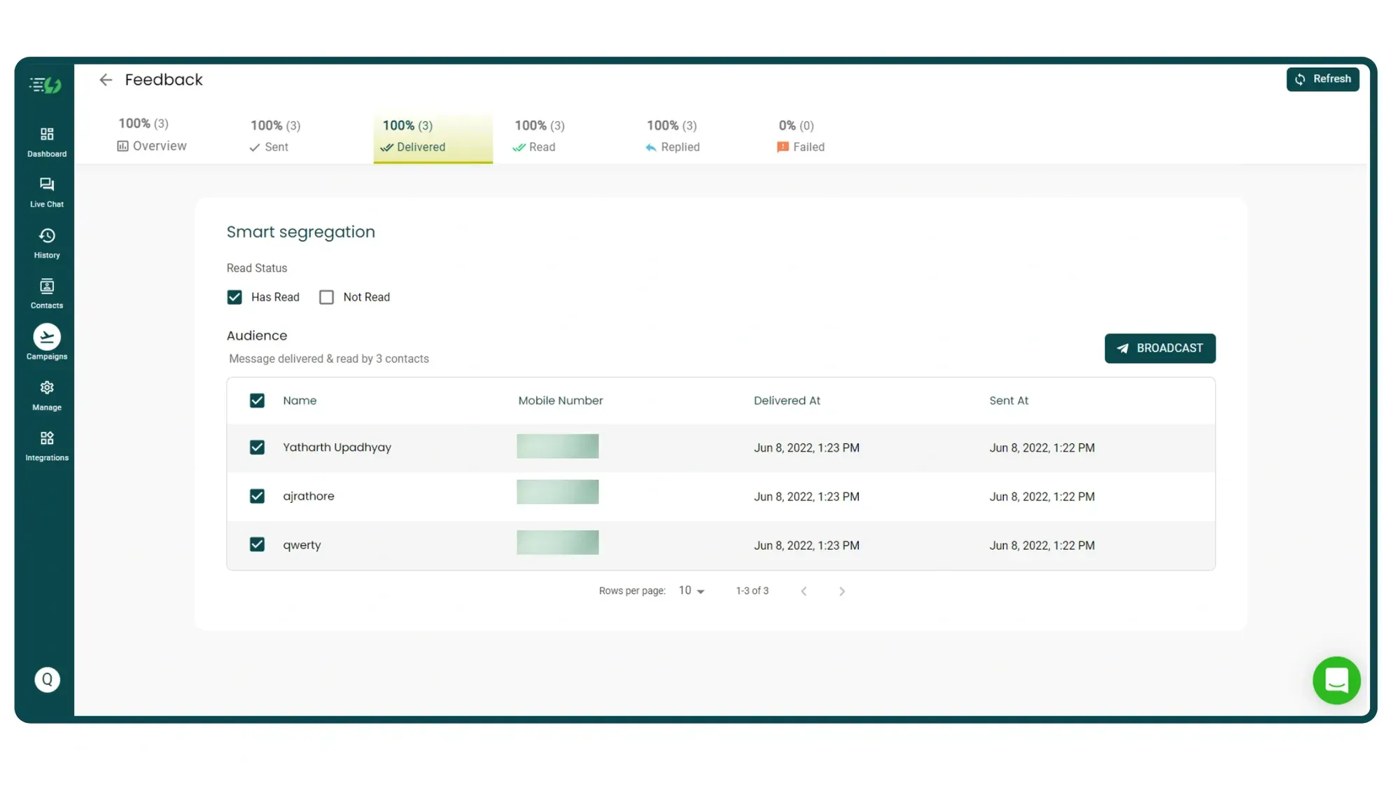 Feedback
Refresh
100% (3)
Overview
100% (3)
Sent
100% (3)
Delivered
100% (3)
Read
100% (3)
Replied
0% (0)
Failed
Dashboard
Live Chat
History
Contacts
Campaigns
Manage
Integrations
Q
Smart segregation
Read Status
Has Read Not Read
Audience
Message delivered & read by 3 contacts
BROADCAST
Name Mobile Number Delivered At Sent At
Yatharth Upadhyay Jun 8, 2022, 1:23 PM Jun 8, 2022, 1:22 PM
ajrathore Jun 8, 2022, 1:23 PM Jun 8, 2022, 1:22 PM
qwerty Jun 8, 2022, 1:23 PM Jun 8, 2022, 1:22 PM
Rows per page: 10 1-3 of 3